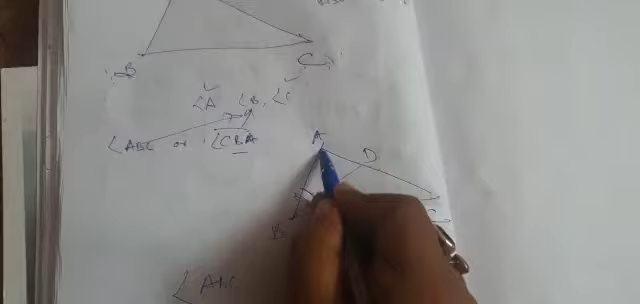 B C
∠A ∠B, ∠C
∠ABC or ∠CBA
A
D
B
∠ABC